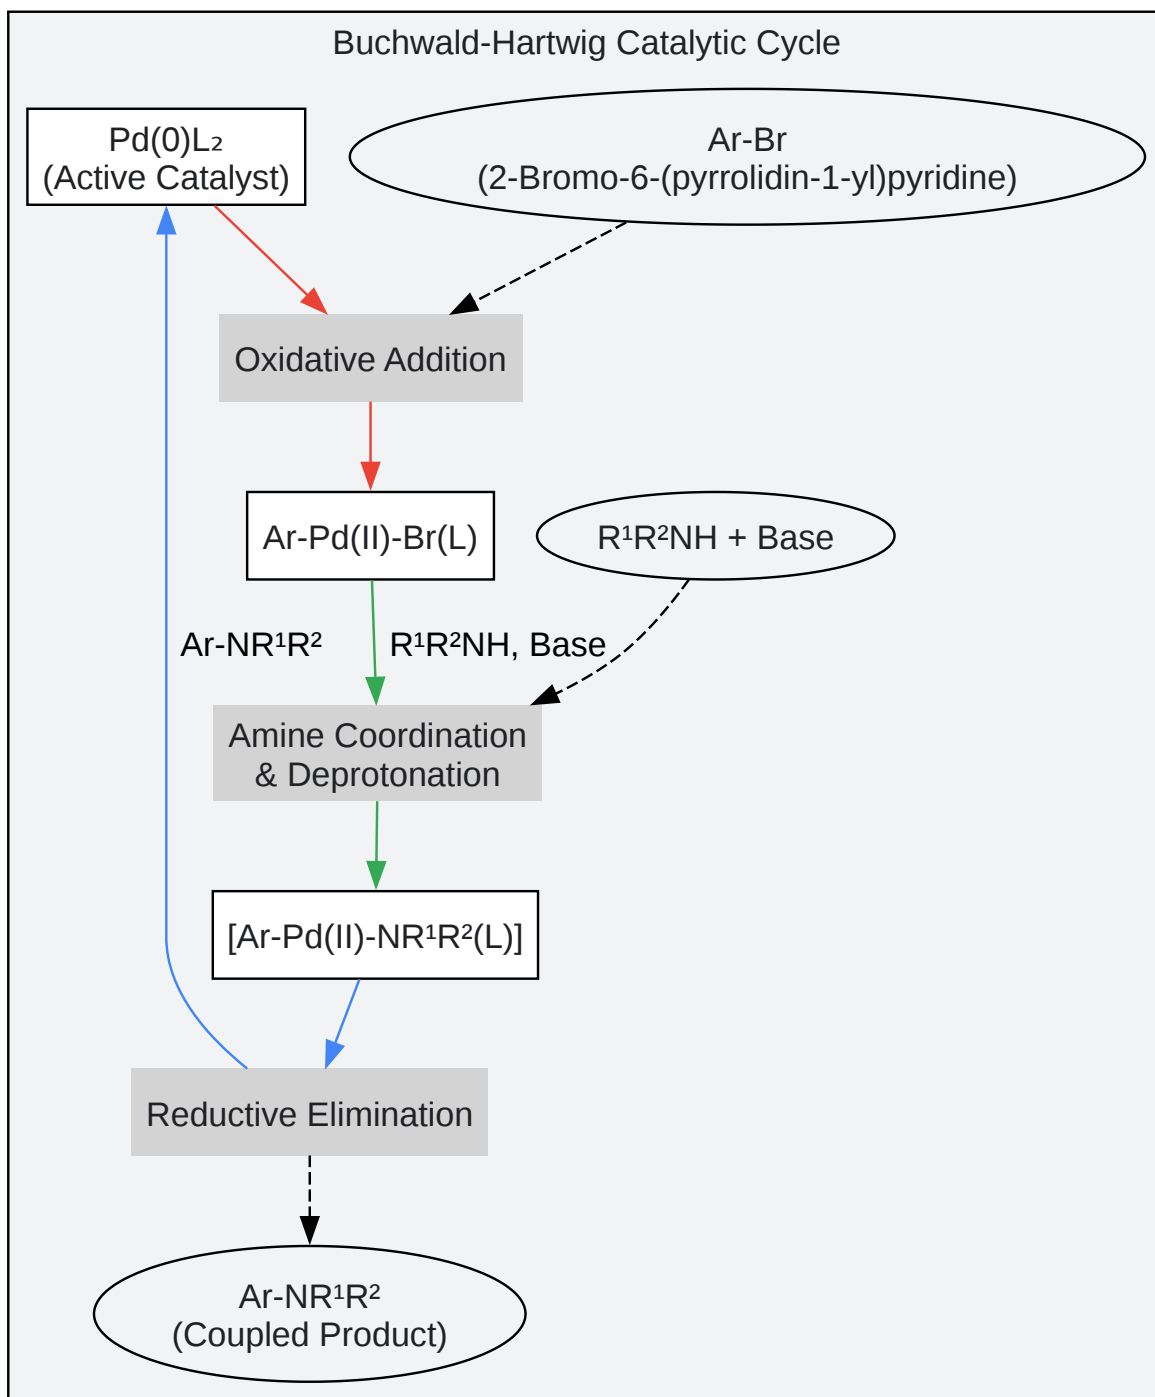 Buchwald-Hartwig Catalytic Cycle
Pd(0)L₂
(Active Catalyst)
Ar-Br
(2-Bromo-6-(pyrrolidin-1-yl)pyridine)
Oxidative Addition
Ar-Pd(II)-Br(L)
R¹R²NH + Base
Ar-NR¹R²
R¹R²NH, Base
Amine Coordination
& Deprotonation
[Ar-Pd(II)-NR¹R²(L)]
Reductive Elimination
Ar-NR¹R²
(Coupled Product)